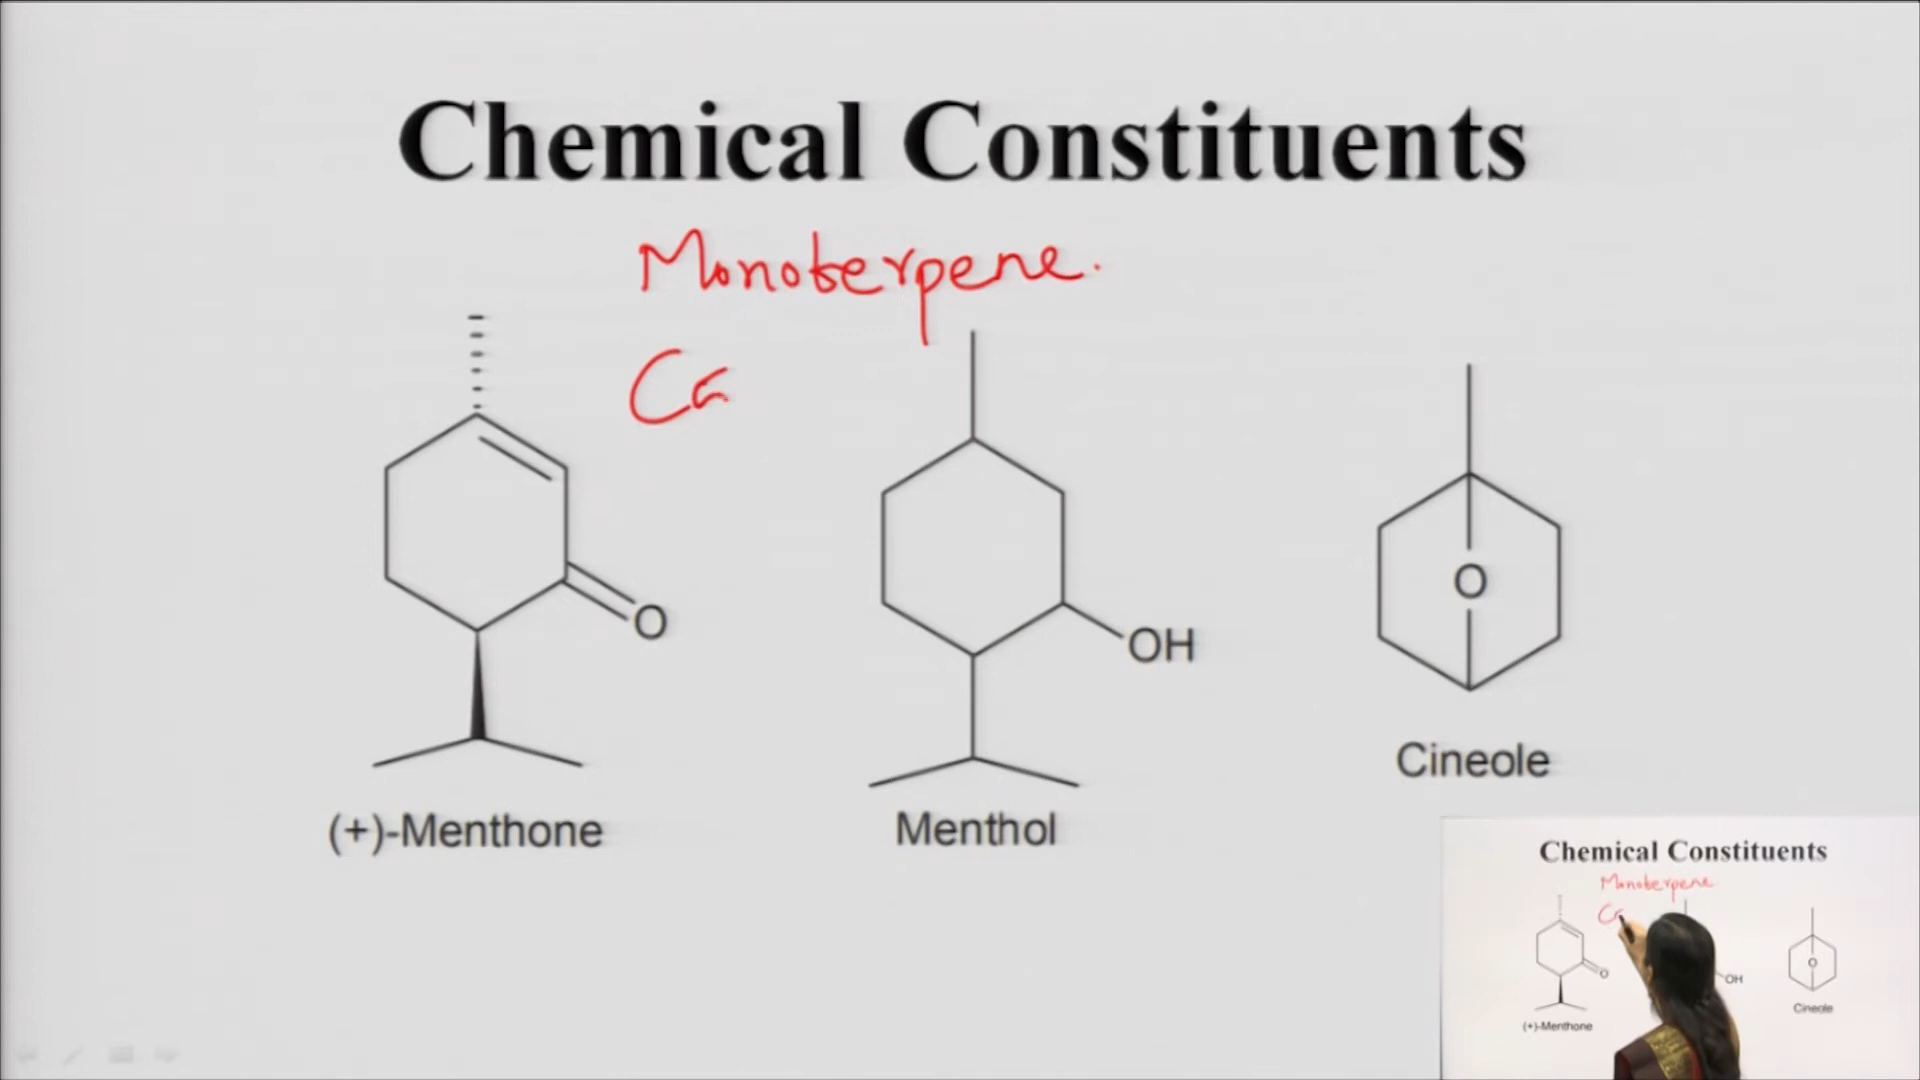 Chemical Constituents
Monoterpene.
O
OH
O
(+)-Menthone
Menthol
Cineole
Chemical Constituents
Monoterpene
O
OH
O
(+)-Menthone
Cineole